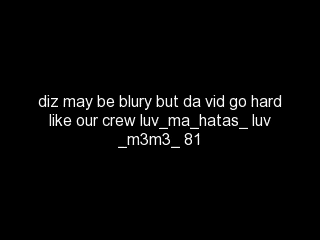 diz may be blury but da vid go hard
like our crew luv_ma_hatas_ luv
_m3m3_ 81